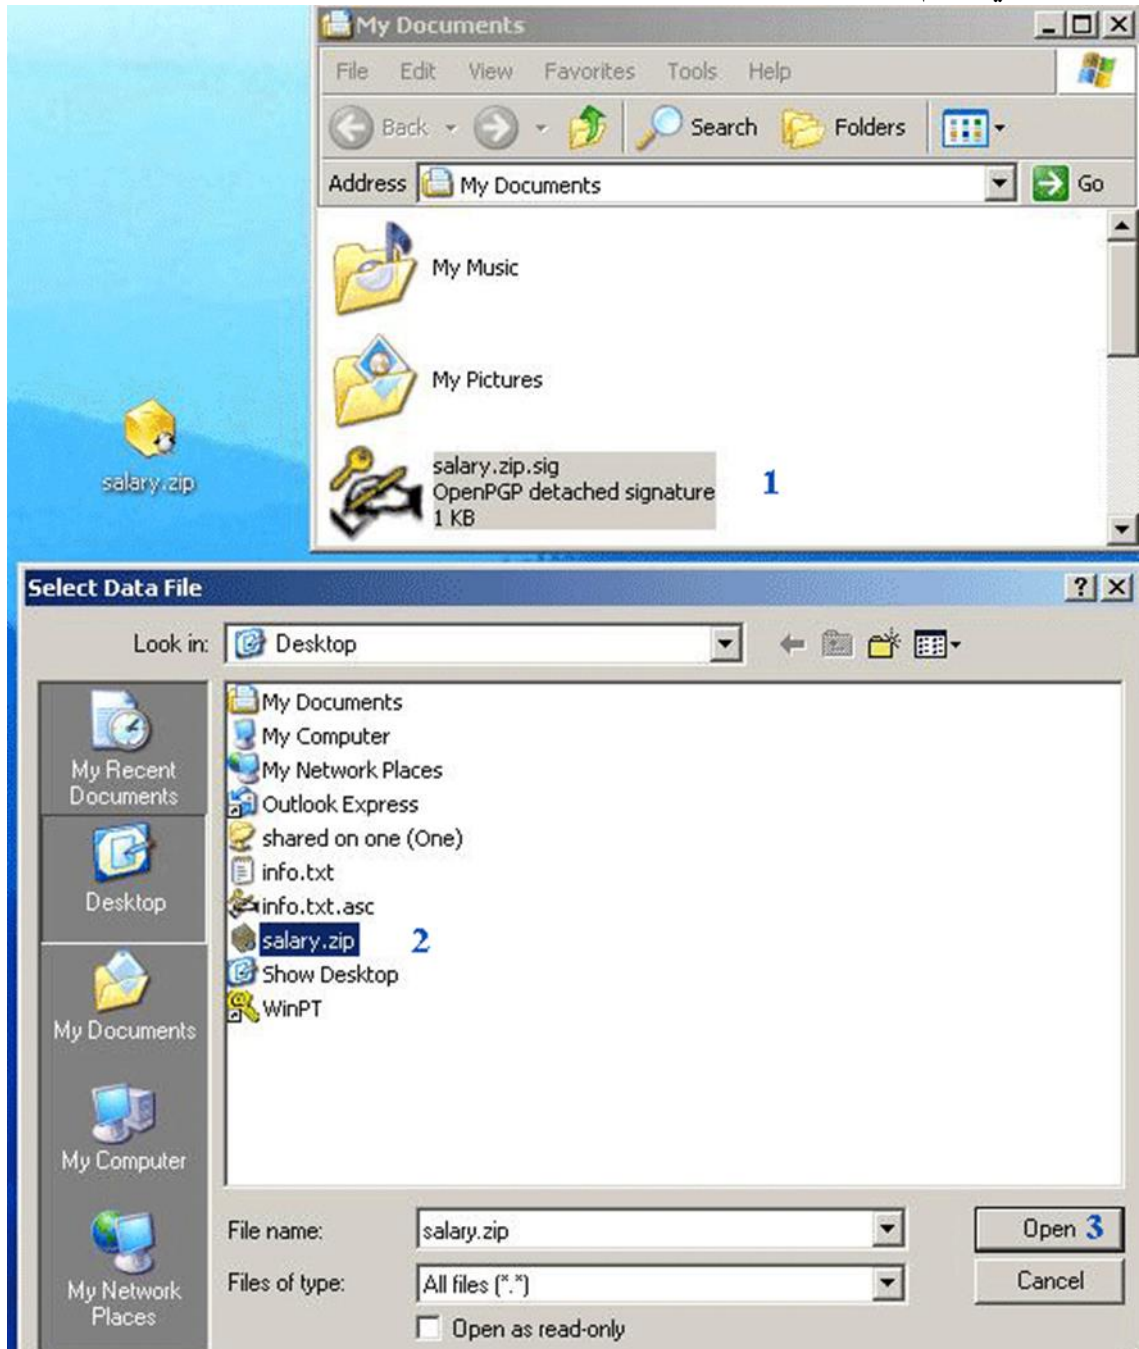 My Documents
File Edit View Favorites Tools Help
Back Search Folders
Address My Documents Go
My Music
My Pictures
salary.zip
salary.zip.sig
OpenPGP detached signature 1
1 KB
Select Data File
Look in: Desktop
My Recent
Documents
Desktop
My Documents
My Computer
My Network
Places
My Documents
My Computer
My Network Places
Outlook Express
shared on one (One)
info.txt
info.txt.asc
salary.zip 2
Show Desktop
WinPT
File name: salary.zip Open 3
Files of type: All files (*.*) Cancel
Open as read-only